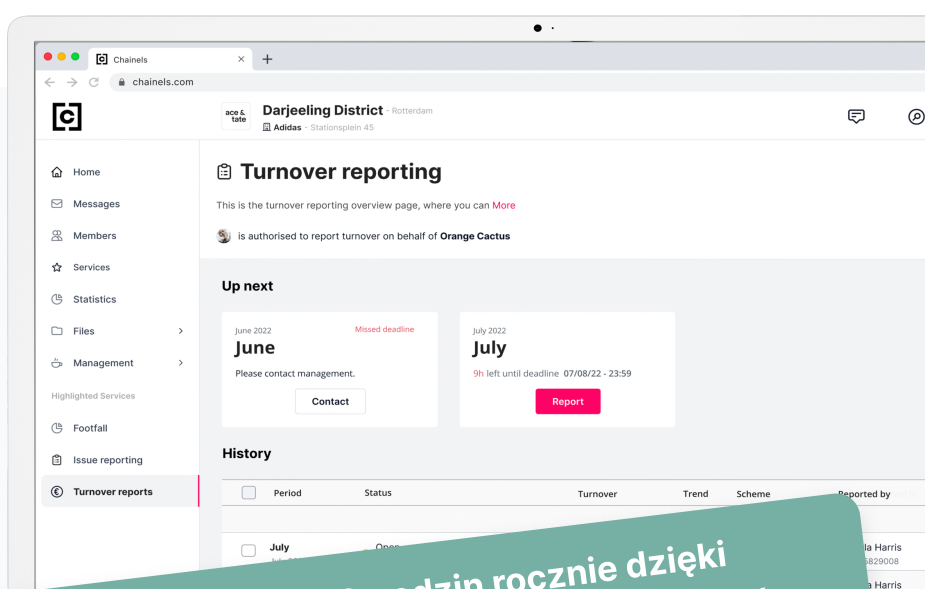 Chainels
chainels.com
ace & tate
Darjeeling District - Rotterdam
Adidas - Stationsplein 45
Home
Messages
Members
Services
Statistics
Files
Management
Highlighted Services
Footfall
Issue reporting
Turnover reports
Turnover reporting
This is the turnover reporting overview page, where you can More
is authorised to report turnover on behalf of Orange Cactus
Up next
June 2022
Missed deadline
June
Please contact management.
Contact
July 2022
July
9h left until deadline 07/08/22 - 23:59
Report
History
Period Status Turnover Trend Scheme Reported by
July
Harris
829008
rocznie dzięki
Harris